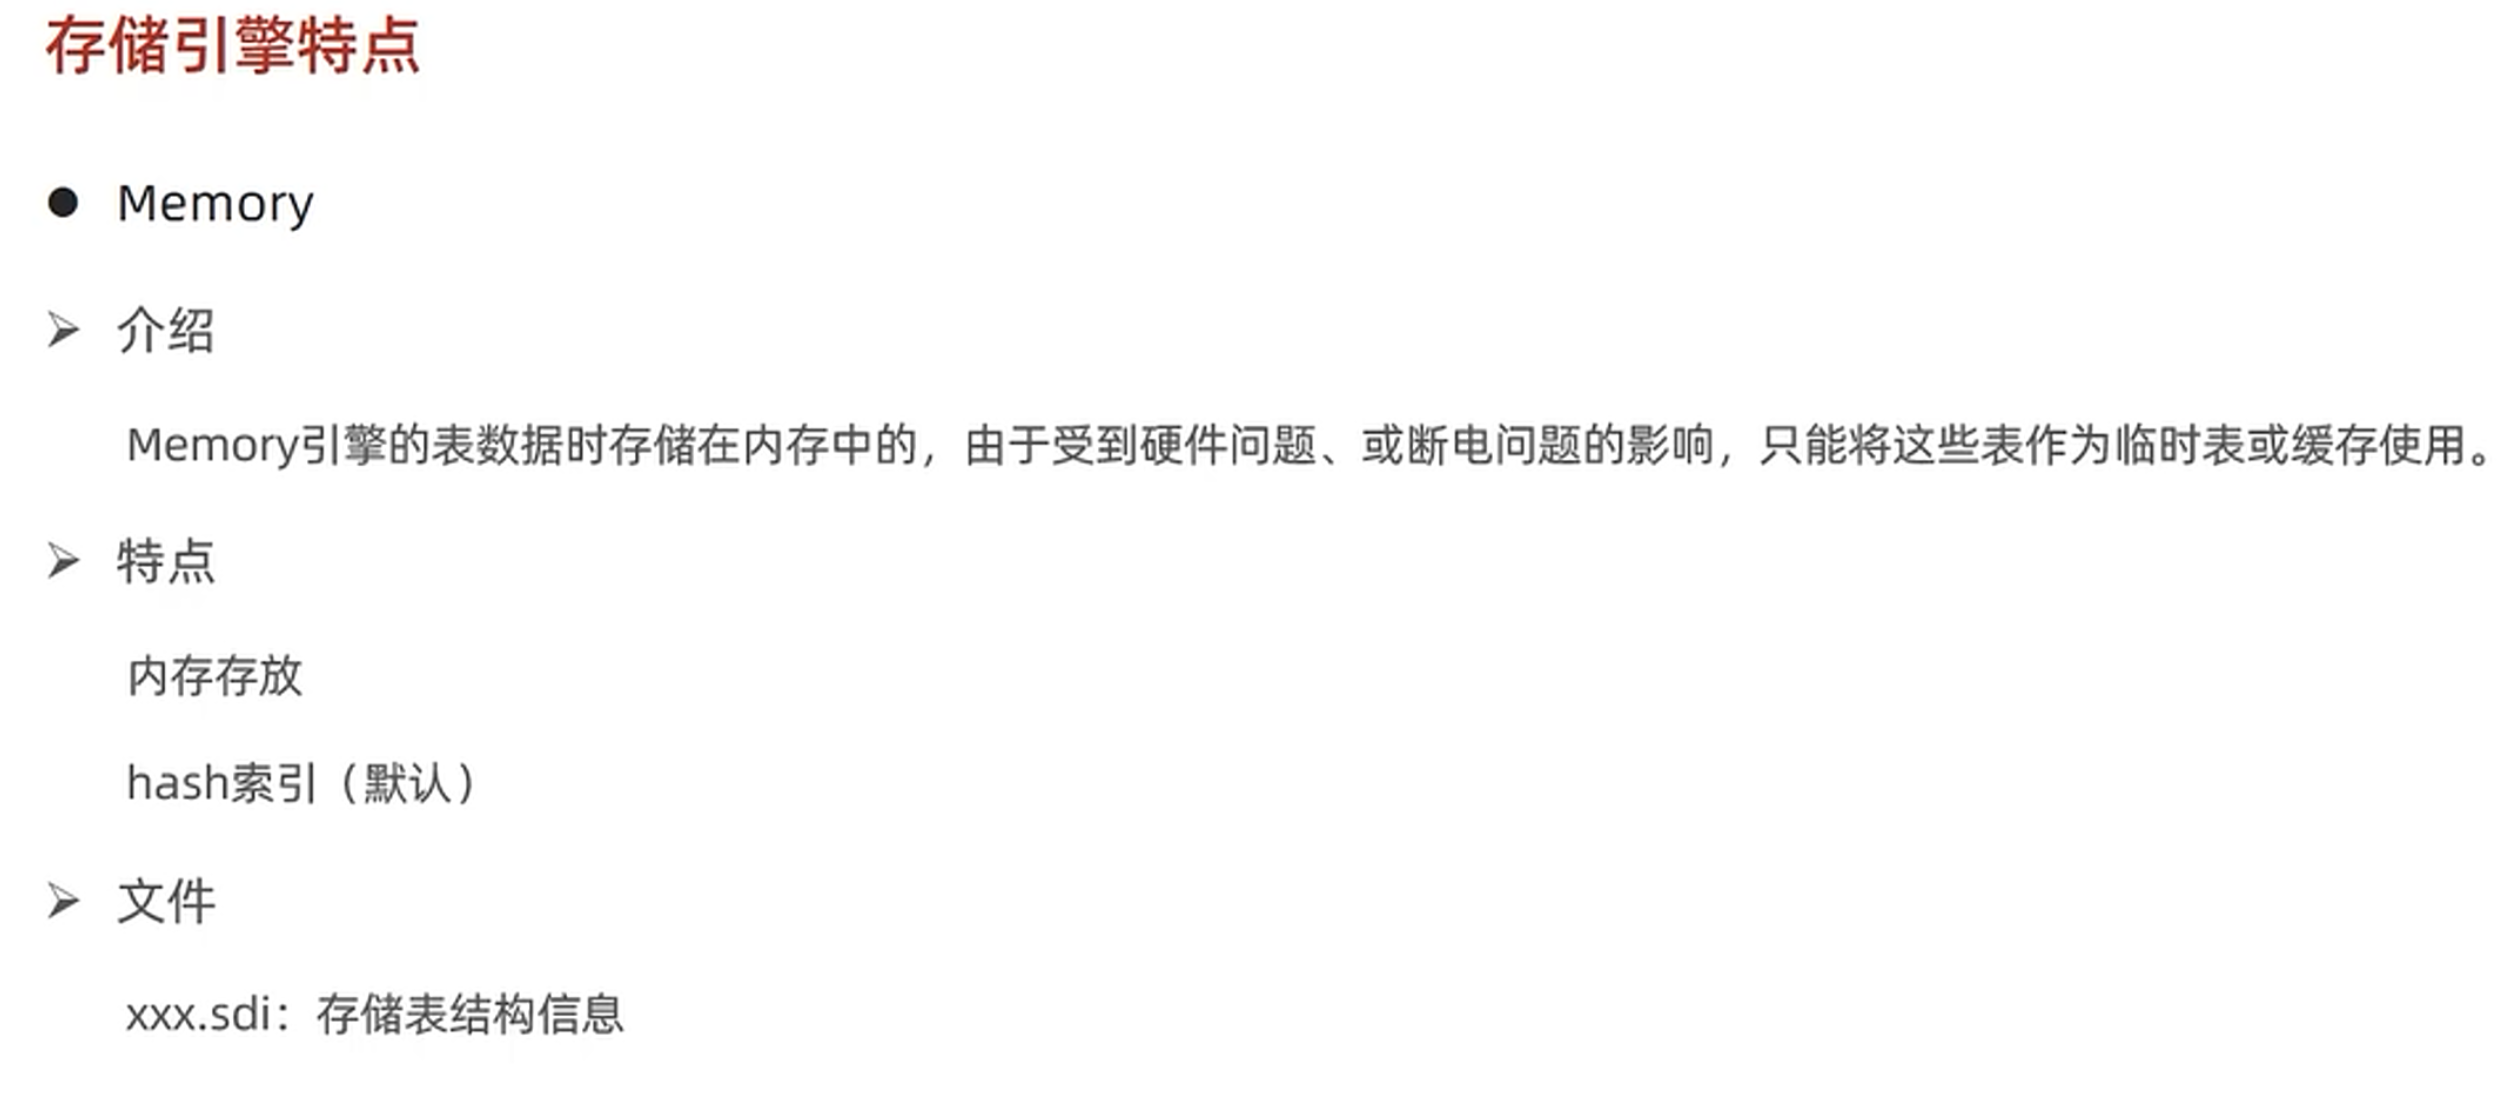 存储引擎特点
● Memory
➢ 介绍
Memory引擎的表数据时存储在内存中的，由于受到硬件问题、或断电问题的影响，只能将这些表作为临时表或缓存使用。
➢ 特点
内存存放
hash索引（默认）
➢ 文件
xxx.sdi：存储表结构信息